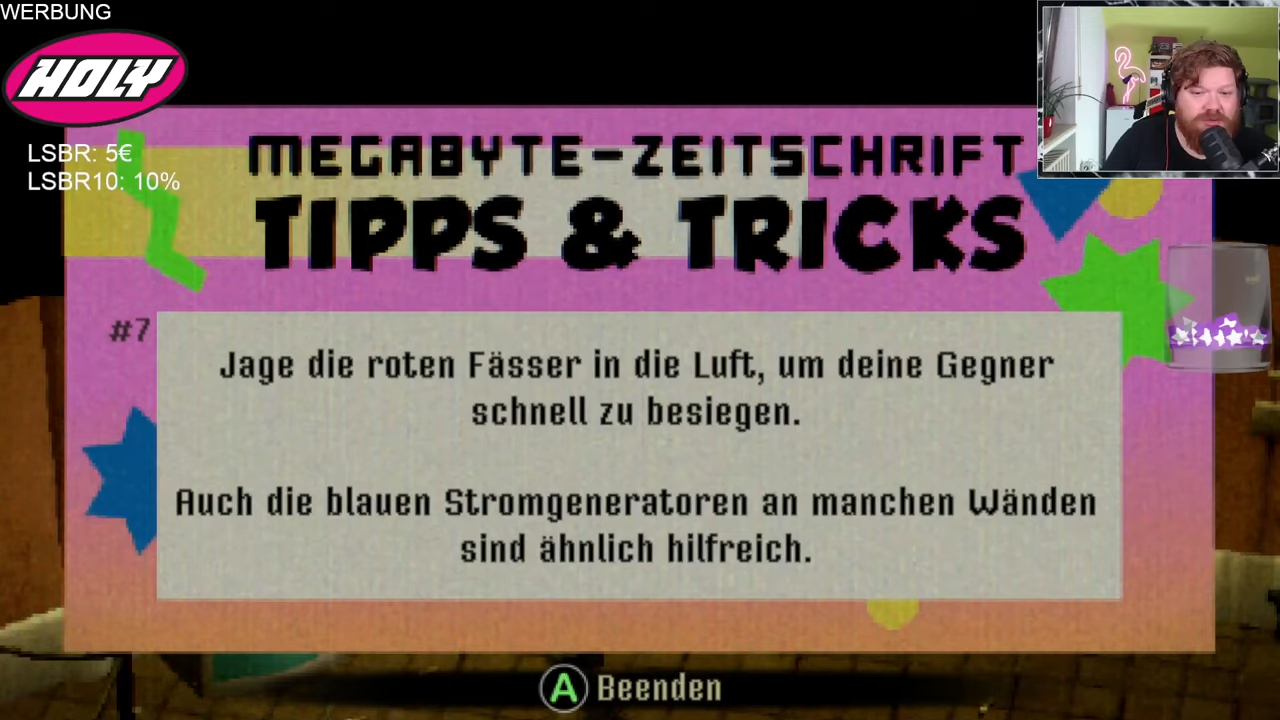 WERBUNG
HOLY
LSBR: 5€
LSBR10: 10%
MEGABYTE-ZEITSCHRIFT
TIPPS & TRICKS
#7
Jage die roten Fässer in die Luft, um deine Gegner
schnell zu besiegen.
Auch die blauen Stromgeneratoren an manchen Wänden
sind ähnlich hilfreich.
A Beenden